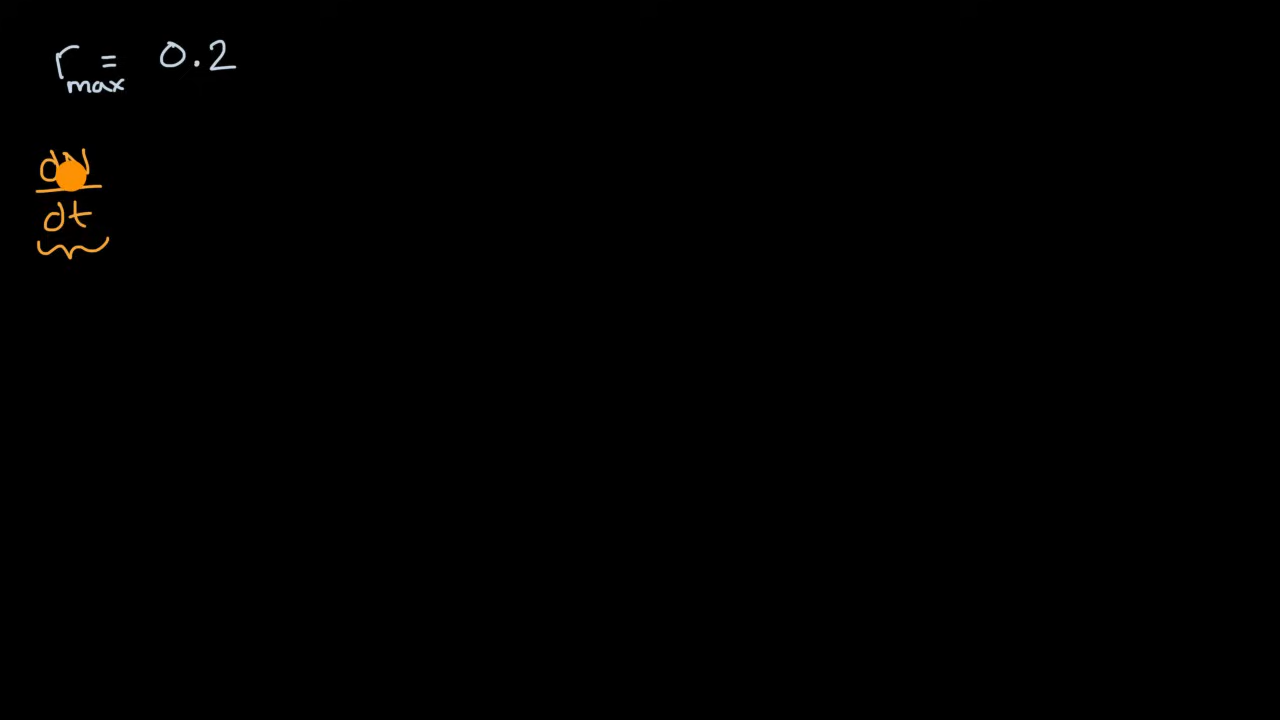 r_max = 0.2
dN
dt